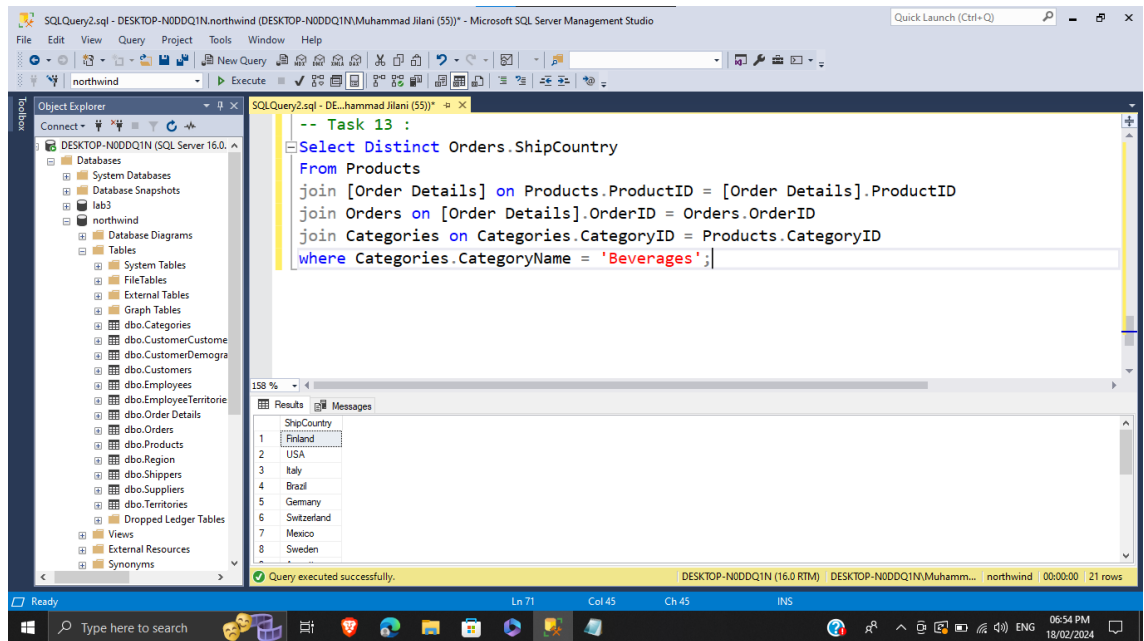 SQLQuery2.sql - DESKTOP-N0DDQ1N.northwind (DESKTOP-N0DDQ1N\Muhammad Jilani (55))* - Microsoft SQL Server Management Studio
Quick Launch (Ctrl+Q)
File Edit View Query Project Tools Window Help
New Query
northwind
Execute
Toolbox
Object Explorer
SQLQuery2.sql - DE...hammad Jilani (55))*
Connect
DESKTOP-N0DDQ1N (SQL Server 16.0.
Databases
System Databases
Database Snapshots
lab3
northwind
Database Diagrams
Tables
System Tables
FileTables
External Tables
Graph Tables
dbo.Categories
dbo.CustomerCustome
dbo.CustomerDemogra
dbo.Customers
dbo.Employees
dbo.EmployeeTerritorie
dbo.Order Details
dbo.Orders
dbo.Products
dbo.Region
dbo.Shippers
dbo.Suppliers
dbo.Territories
Dropped Ledger Tables
Views
External Resources
Synonyms
-- Task 13 :
Select Distinct Orders.ShipCountry
From Products
join [Order Details] on Products.ProductID = [Order Details].ProductID
join Orders on [Order Details].OrderID = Orders.OrderID
join Categories on Categories.CategoryID = Products.CategoryID
where Categories.CategoryName = 'Beverages';
158 %
Results Messages
ShipCountry
1 Finland
2 USA
3 Italy
4 Brazil
5 Germany
6 Switzerland
7 Mexico
8 Sweden
Query executed successfully.
DESKTOP-N0DDQ1N (16.0 RTM) DESKTOP-N0DDQ1N\Muhamm... northwind 00:00:00 21 rows
Ready Ln 71 Col 45 Ch 45 INS
Type here to search
ENG
06:54 PM
18/02/2024